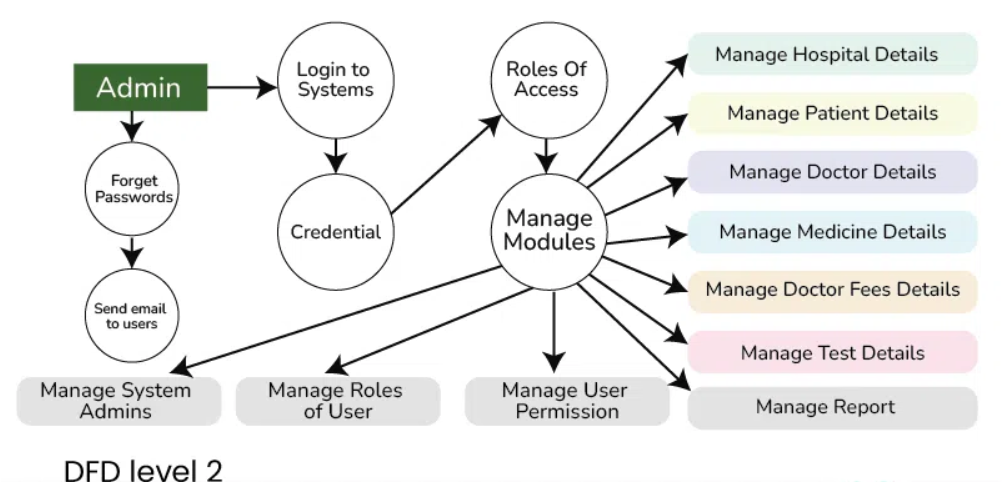 Admin
Login to
Systems
Roles Of
Access
Manage Hospital Details
Manage Patient Details
Forget
Passwords
Credential
Manage
Modules
Manage Doctor Details
Manage Medicine Details
Manage Doctor Fees Details
Send email
to users
Manage Test Details
Manage System
Admins
Manage Roles
of User
Manage User
Permission
Manage Report
DFD level 2